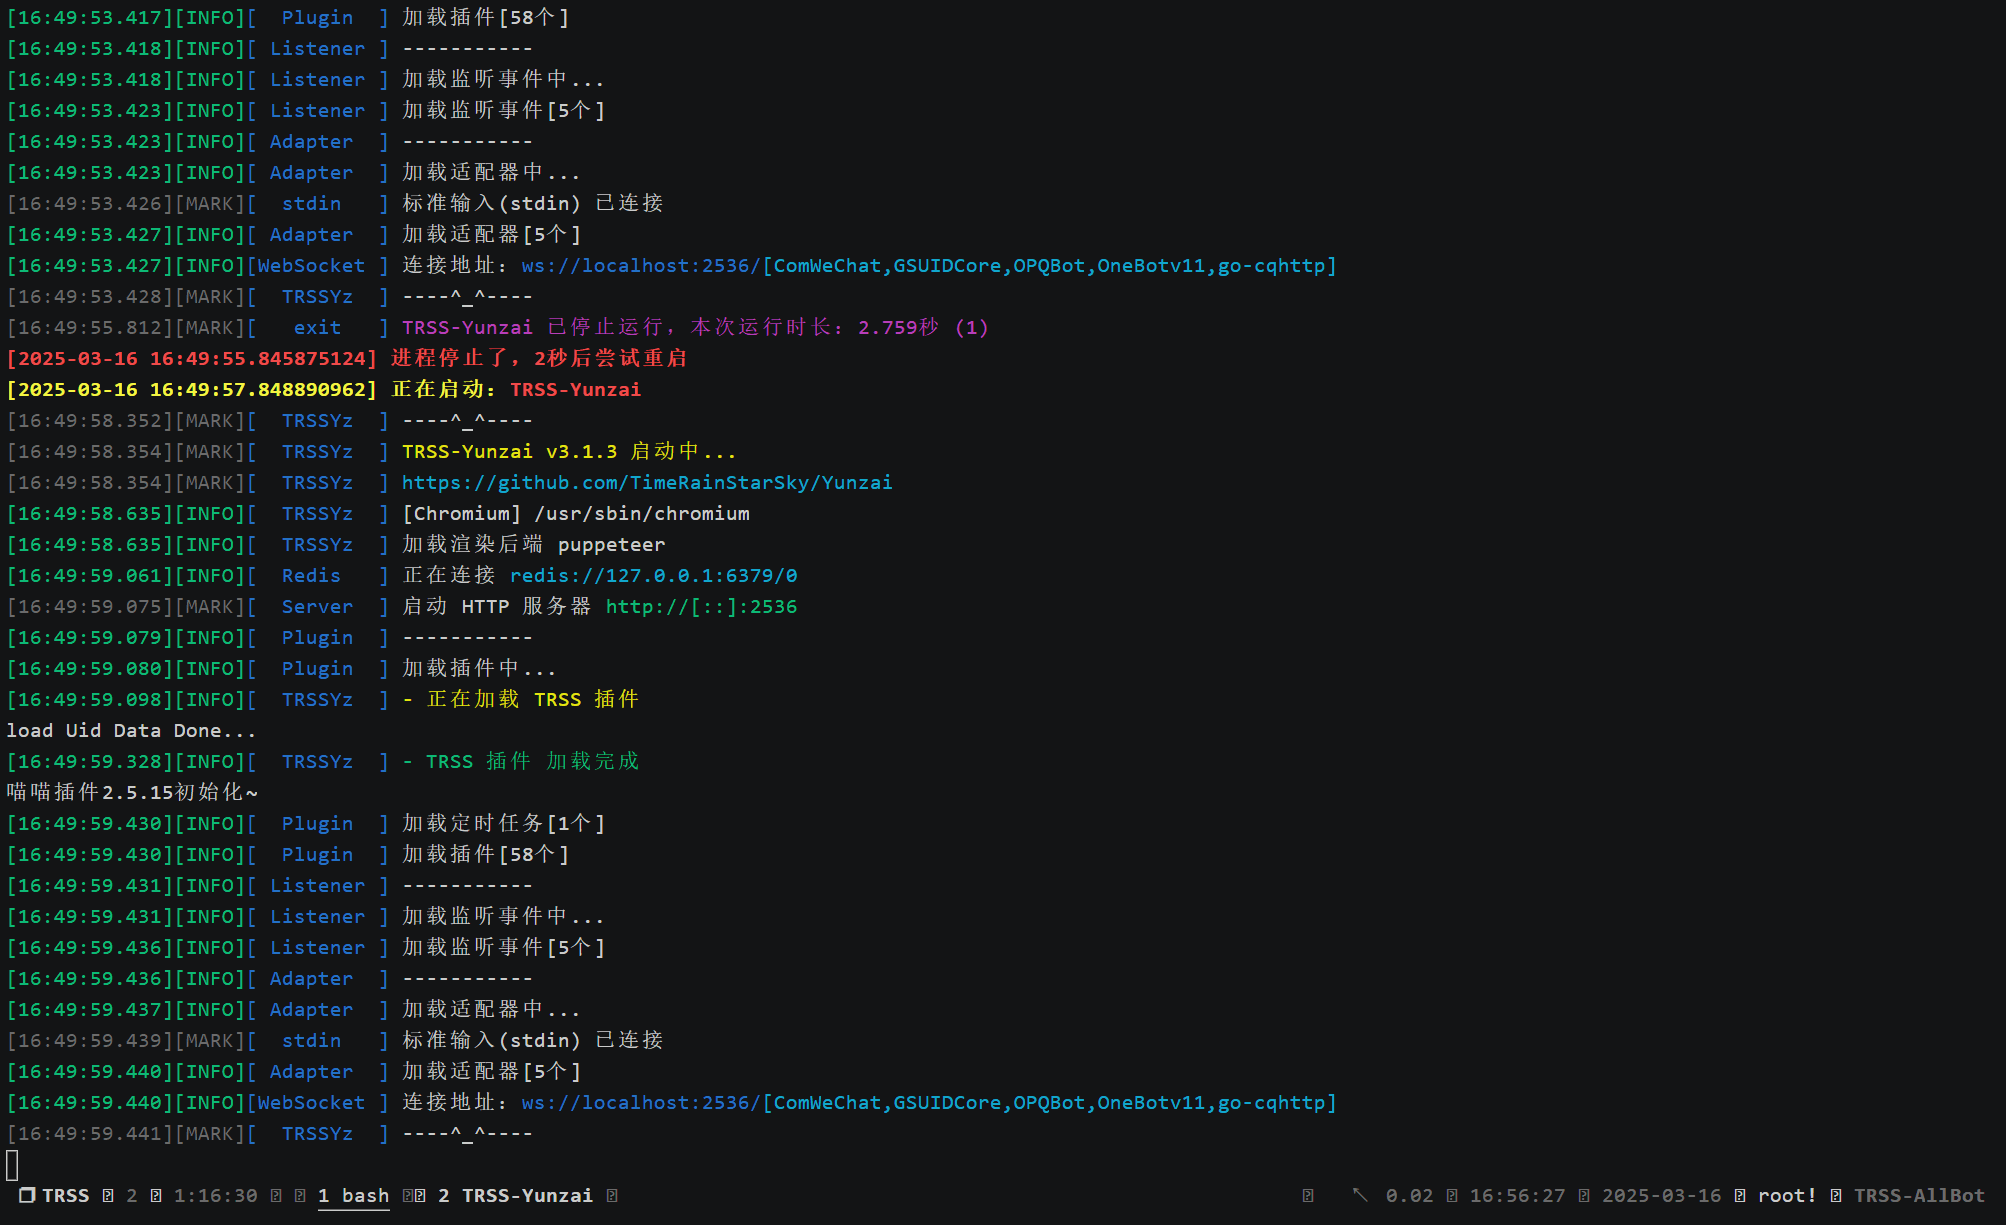 [16:49:53.417][INFO][  Plugin  ] 加载插件[58个]
[16:49:53.418][INFO][ Listener ] -----------
[16:49:53.418][INFO][ Listener ] 加载监听事件中...
[16:49:53.423][INFO][ Listener ] 加载监听事件[5个]
[16:49:53.423][INFO][ Adapter  ] -----------
[16:49:53.423][INFO][ Adapter  ] 加载适配器中...
[16:49:53.426][MARK][  stdin   ] 标准输入(stdin) 已连接
[16:49:53.427][INFO][ Adapter  ] 加载适配器[5个]
[16:49:53.427][INFO][WebSocket ] 连接地址：ws://localhost:2536/[ComWeChat,GSUIDCore,OPQBot,OneBotv11,go-cqhttp]
[16:49:53.428][MARK][  TRSSYz  ] ----^_^----
[16:49:55.812][MARK][   exit   ] TRSS-Yunzai 已停止运行，本次运行时长：2.759秒 (1)
[2025-03-16 16:49:55.845875124] 进程停止了，2秒后尝试重启
[2025-03-16 16:49:57.848890962] 正在启动：TRSS-Yunzai
[16:49:58.352][MARK][  TRSSYz  ] ----^_^----
[16:49:58.354][MARK][  TRSSYz  ] TRSS-Yunzai v3.1.3 启动中...
[16:49:58.354][MARK][  TRSSYz  ] https://github.com/TimeRainStarSky/Yunzai
[16:49:58.635][INFO][  TRSSYz  ] [Chromium] /usr/sbin/chromium
[16:49:58.635][INFO][  TRSSYz  ] 加载渲染后端 puppeteer
[16:49:59.061][INFO][  Redis   ] 正在连接 redis://127.0.0.1:6379/0
[16:49:59.075][MARK][  Server  ] 启动 HTTP 服务器 http://[::]:2536
[16:49:59.079][INFO][  Plugin  ] -----------
[16:49:59.080][INFO][  Plugin  ] 加载插件中...
[16:49:59.098][INFO][  TRSSYz  ] - 正在加载 TRSS 插件
load Uid Data Done...
[16:49:59.328][INFO][  TRSSYz  ] - TRSS 插件 加载完成
喵喵插件2.5.15初始化~
[16:49:59.430][INFO][  Plugin  ] 加载定时任务[1个]
[16:49:59.430][INFO][  Plugin  ] 加载插件[58个]
[16:49:59.431][INFO][ Listener ] -----------
[16:49:59.431][INFO][ Listener ] 加载监听事件中...
[16:49:59.436][INFO][ Listener ] 加载监听事件[5个]
[16:49:59.436][INFO][ Adapter  ] -----------
[16:49:59.437][INFO][ Adapter  ] 加载适配器中...
[16:49:59.439][MARK][  stdin   ] 标准输入(stdin) 已连接
[16:49:59.440][INFO][ Adapter  ] 加载适配器[5个]
[16:49:59.440][INFO][WebSocket ] 连接地址：ws://localhost:2536/[ComWeChat,GSUIDCore,OPQBot,OneBotv11,go-cqhttp]
[16:49:59.441][MARK][  TRSSYz  ] ----^_^----
❐ TRSS 2 1:16:30 1 bash 2 TRSS-Yunzai ↖ 0.02 16:56:27 2025-03-16 root! TRSS-AllBot